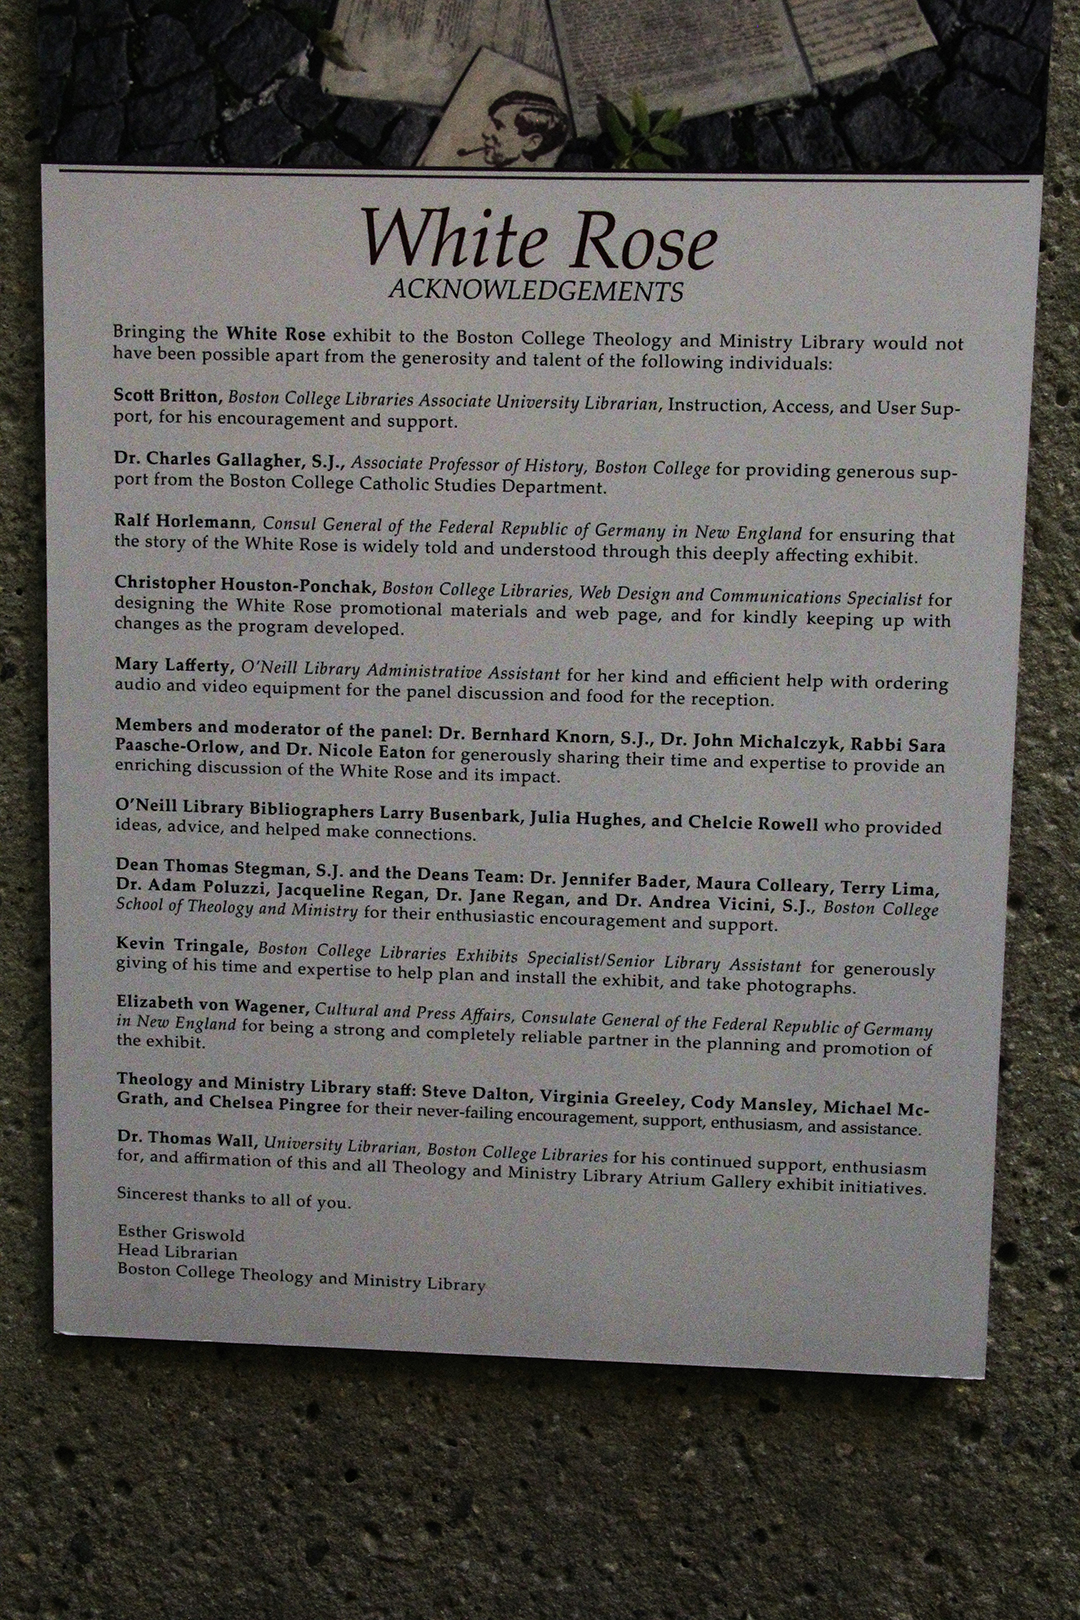 White Rose
ACKNOWLEDGEMENTS
Bringing the White Rose exhibit to the Boston College Theology and Ministry Library would not
have been possible apart from the generosity and talent of the following individuals:
Scott Britton, Boston College Libraries Associate University Librarian, Instruction, Access, and User Sup-
port, for his encouragement and support.
Dr. Charles Gallagher, S.J., Associate Professor of History, Boston College for providing generous sup-
port from the Boston College Catholic Studies Department.
Ralf Horlemann, Consul General of the Federal Republic of Germany in New England for ensuring that
the story of the White Rose is widely told and understood through this deeply affecting exhibit.
Christopher Houston-Ponchak, Boston College Libraries, Web Design and Communications Specialist for
designing the White Rose promotional materials and web page, and for kindly keeping up with
changes as the program developed.
Mary Lafferty, O'Neill Library Administrative Assistant for her kind and efficient help with ordering
audio and video equipment for the panel discussion and food for the reception.
Members and moderator of the panel: Dr. Bernhard Knorn, S.J., Dr. John Michalczyk, Rabbi Sara
Paasche-Orlow, and Dr. Nicole Eaton for generously sharing their time and expertise to provide an
enriching discussion of the White Rose and its impact.
O'Neill Library Bibliographers Larry Busenbark, Julia Hughes, and Chelcie Rowell who provided
ideas, advice, and helped make connections.
Dean Thomas Stegman, S.J. and the Deans Team: Dr. Jennifer Bader, Maura Colleary, Terry Lima,
Dr. Adam Poluzzi, Jacqueline Regan, Dr. Jane Regan, and Dr. Andrea Vicini, S.J., Boston College
School of Theology and Ministry for their enthusiastic encouragement and support.
Kevin Tringale, Boston College Libraries Exhibits Specialist/Senior Library Assistant for generously
giving of his time and expertise to help plan and install the exhibit, and take photographs.
Elizabeth von Wagener, Cultural and Press Affairs, Consulate General of the Federal Republic of Germany
in New England for being a strong and completely reliable partner in the planning and promotion of
the exhibit.
Theology and Ministry Library staff: Steve Dalton, Virginia Greeley, Cody Mansley, Michael Mc-
Grath, and Chelsea Pingree for their never-failing encouragement, support, enthusiasm, and assistance.
Dr. Thomas Wall, University Librarian, Boston College Libraries for his continued support, enthusiasm
for, and affirmation of this and all Theology and Ministry Library Atrium Gallery exhibit initiatives.
Sincerest thanks to all of you.
Esther Griswold
Head Librarian
Boston College Theology and Ministry Library